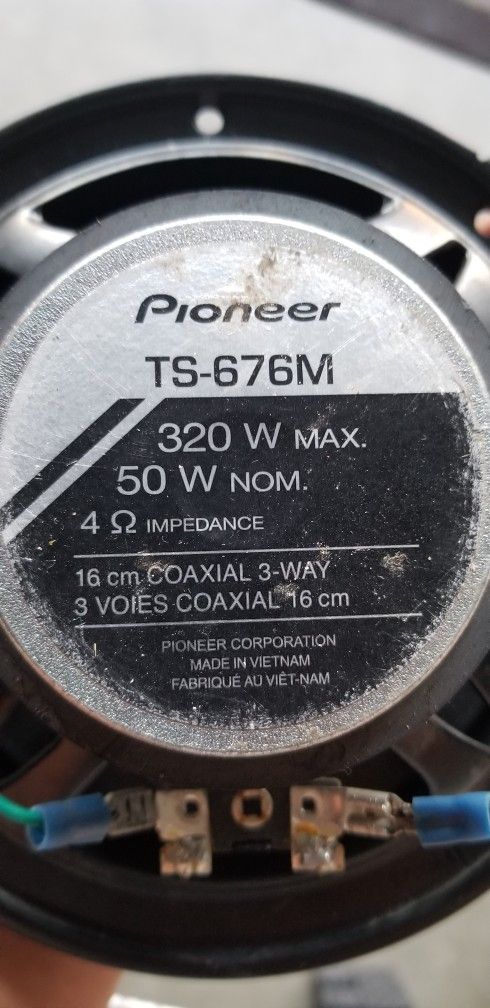 Pioneer
TS-676M
320 W MAX.
50 W NOM.
4 Ω IMPEDANCE
16 cm COAXIAL 3-WAY
3 VOIES COAXIAL 16 cm
PIONEER CORPORATION
MADE IN VIETNAM
FABRIQUÉ AU VIÊT-NAM